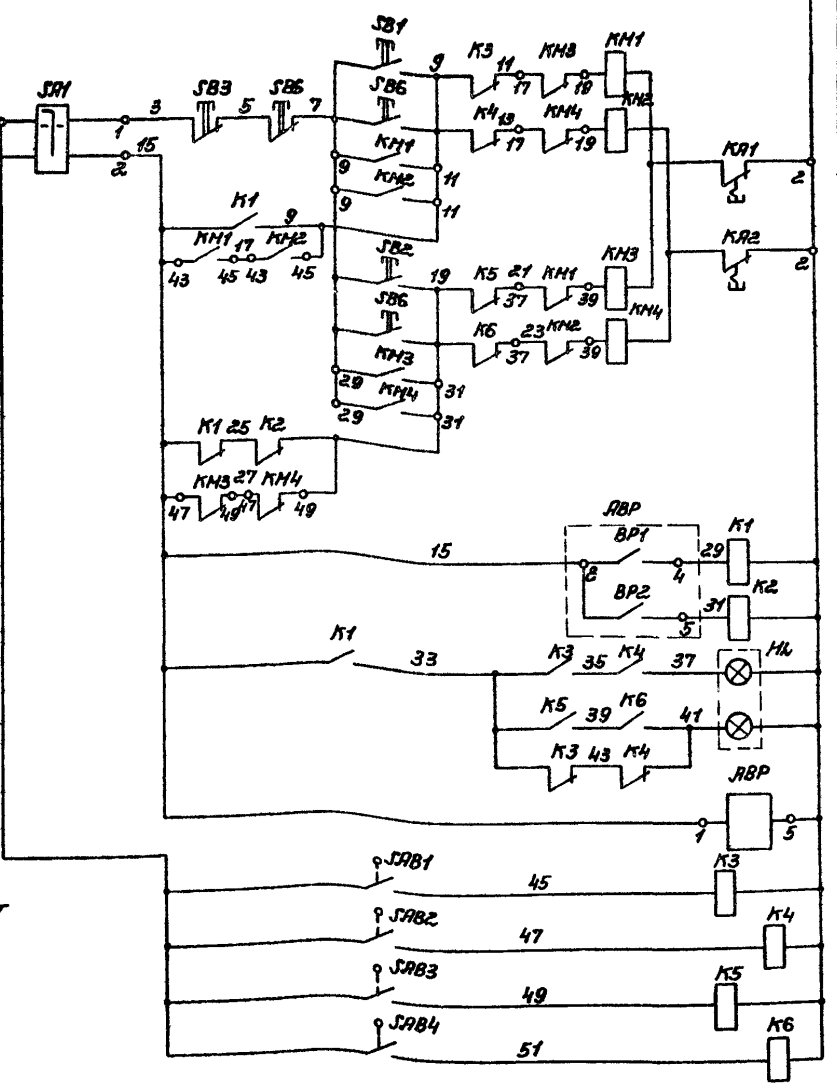 SB1
9 K3 11 KM3 KM1
17 19
SA1 SB3 SB6 SB6
3 5 7
1
K4 13 KM4 KM2
17 19
15
2
KM1
9 11
KM2
9 11
KA1
2
K1 9
KM1 17 KM2
43 45 43 45
SB2
KA2
2
19 K5 21 KM1 KM3
37 39
SB6
K6 23 KM2 KM4
37 39
KM3
29 31
KM4
29 31
K1 25 K2
KM3 27 KM4
47 49 47 49
АВР
15 BP1 29 K1
8 4
BP2 31 K2
5
K1 33 K3 35 K4 37 HL
K5 39 K6 41
K3 43 K4
АВР
1 5
SAB1 45 K3
SAB2 47 K4
SAB3 49 K5
SAB4 51 K6